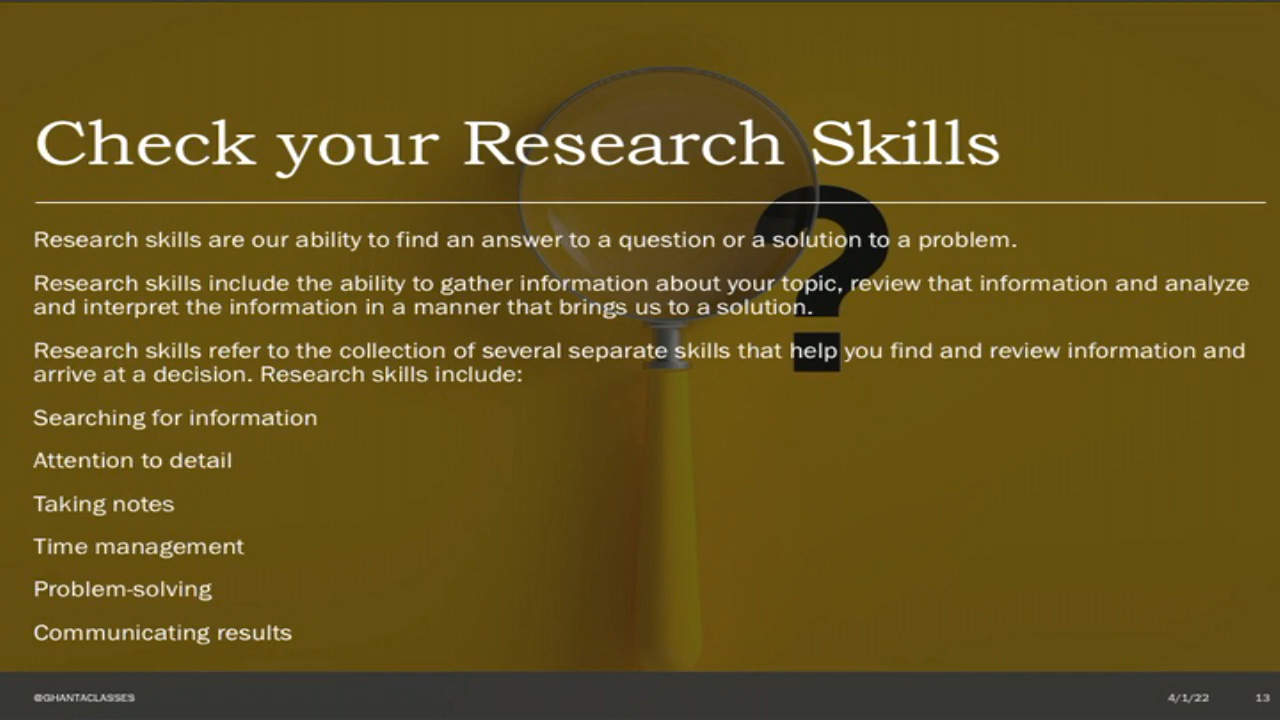 Check your Research Skills
Research skills are our ability to find an answer to a question or a solution to a problem.
Research skills include the ability to gather information about your topic, review that information and analyze
and interpret the information in a manner that brings us to a solution.
Research skills refer to the collection of several separate skills that help you find and review information and
arrive at a decision. Research skills include:
Searching for information
Attention to detail
Taking notes
Time management
Problem-solving
Communicating results
@GHANTACLASSES 4/1/22 13